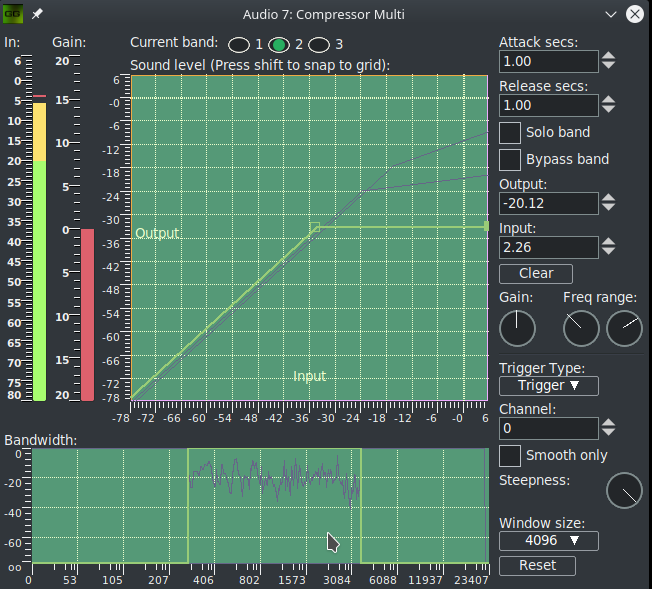 Audio 7: Compressor Multi
In: Gain: Current band: 1 2 3
Sound level (Press shift to snap to grid):
6
0
5
10
15
20
25
30
35
40
45
50
55
60
65
70
75
80
20
15
10
5
0
5
10
15
20
6
-0
-6
-12
-18
-24
-30
-36
-42
-48
-54
-60
-66
-72
-78
Output
Input
-78 -72 -66 -60 -54 -48 -42 -36 -30 -24 -18 -12 -6 -0 6
Attack secs:
1.00
Release secs:
1.00
Solo band
Bypass band
Output:
-20.12
Input:
2.26
Clear
Gain: Freq range:
Trigger Type:
Trigger
Channel:
0
Smooth only
Steepness:
Window size:
4096
Reset
Bandwidth:
0
-20
-40
-60
oo
0 53 105 207 406 802 1573 3084 6088 11937 23407